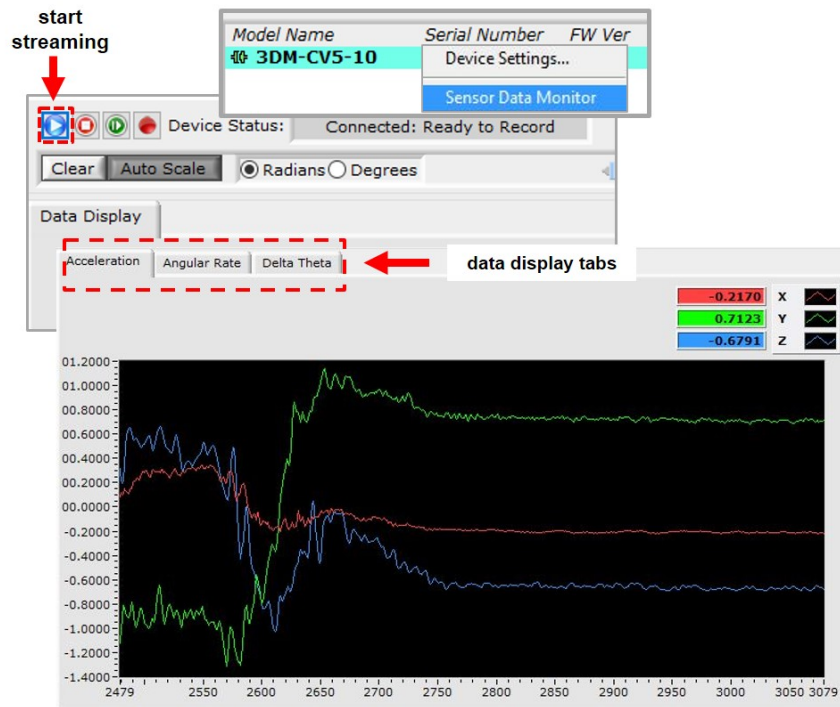 start
streaming
Model Name Serial Number FW Ver
3DM-CV5-10
Device Settings...
Sensor Data Monitor
Device Status: Connected: Ready to Record
Clear Auto Scale Radians Degrees
Data Display
Acceleration Angular Rate Delta Theta
data display tabs
-0.2170 X
0.7123 Y
-0.6791 Z
01.2000
01.0000
00.8000
00.6000
00.4000
00.2000
00.0000
-0.2000
-0.4000
-0.6000
-0.8000
-1.0000
-1.2000
-1.4000
2479 2550 2600 2650 2700 2750 2800 2850 2900 2950 3000 3050 3079